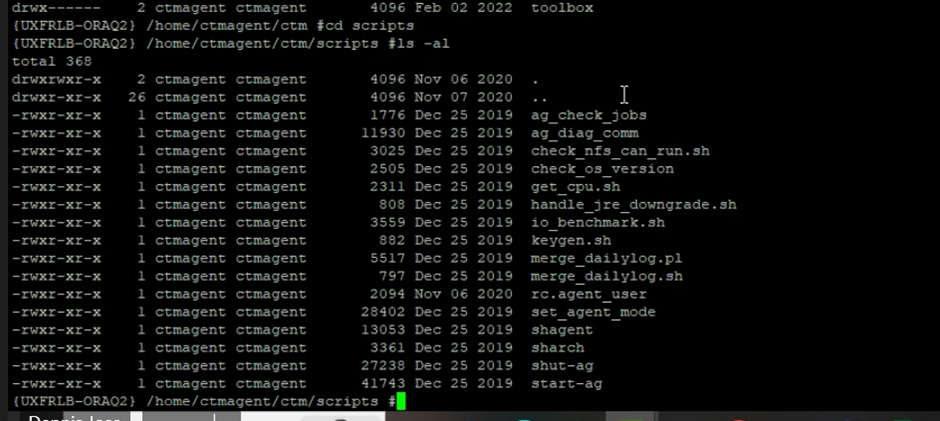 drwx------ 2 ctmagent ctmagent 4096 Feb 02 2022 toolbox
{UXFRLB-ORAQ2} /home/ctmagent/ctm #cd scripts
{UXFRLB-ORAQ2} /home/ctmagent/ctm/scripts #ls -al
total 368
drwxrwxr-x 2 ctmagent ctmagent 4096 Nov 06 2020 .
drwxr-xr-x 26 ctmagent ctmagent 4096 Nov 07 2020 ..
-rwxr-xr-x 1 ctmagent ctmagent 1776 Dec 25 2019 ag_check_jobs
-rwxr-xr-x 1 ctmagent ctmagent 11930 Dec 25 2019 ag_diag_comm
-rwxr-xr-x 1 ctmagent ctmagent 3025 Dec 25 2019 check_nfs_can_run.sh
-rwxr-xr-x 1 ctmagent ctmagent 2505 Dec 25 2019 check_os_version
-rwxr-xr-x 1 ctmagent ctmagent 2311 Dec 25 2019 get_cpu.sh
-rwxr-xr-x 1 ctmagent ctmagent 808 Dec 25 2019 handle_jre_downgrade.sh
-rwxr-xr-x 1 ctmagent ctmagent 3559 Dec 25 2019 io_benchmark.sh
-rwxr-xr-x 1 ctmagent ctmagent 882 Dec 25 2019 keygen.sh
-rwxr-xr-x 1 ctmagent ctmagent 5517 Dec 25 2019 merge_dailylog.pl
-rwxr-xr-x 1 ctmagent ctmagent 797 Dec 25 2019 merge_dailylog.sh
-rwxr-xr-x 1 ctmagent ctmagent 2094 Nov 06 2020 rc.agent_user
-rwxr-xr-x 1 ctmagent ctmagent 28402 Dec 25 2019 set_agent_mode
-rwxr-xr-x 1 ctmagent ctmagent 13053 Dec 25 2019 shagent
-rwxr-xr-x 1 ctmagent ctmagent 3361 Dec 25 2019 sharch
-rwxr-xr-x 1 ctmagent ctmagent 27238 Dec 25 2019 shut-ag
-rwxr-xr-x 1 ctmagent ctmagent 41743 Dec 25 2019 start-ag
{UXFRLB-ORAQ2} /home/ctmagent/ctm/scripts #